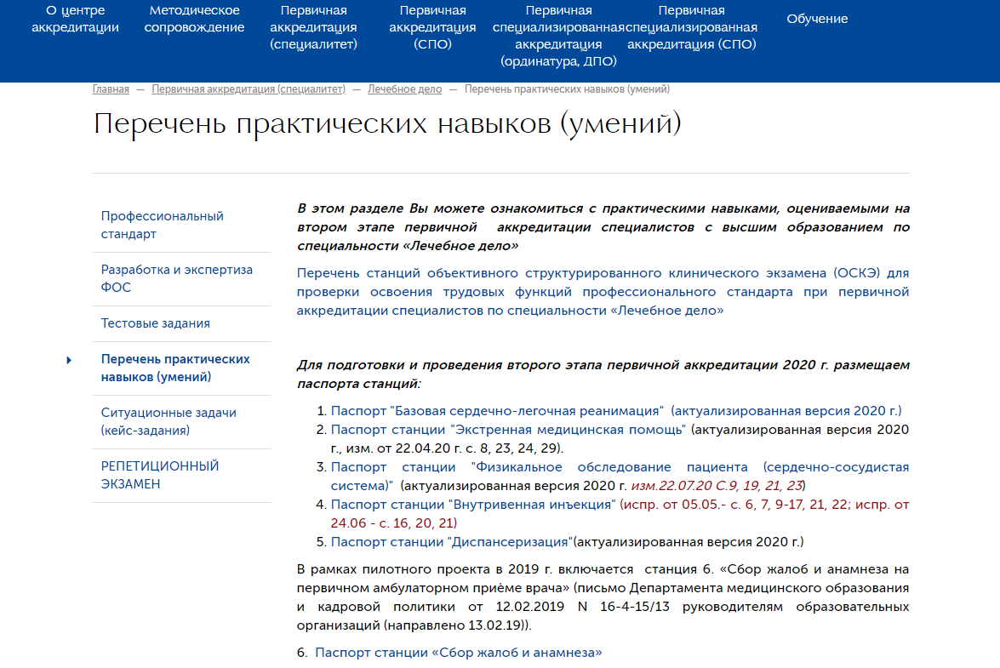 О центре
аккредитации
Методическое
сопровождение
Первичная
аккредитация
(специалитет)
Первичная
аккредитация
(СПО)
Первичная
специализированная
аккредитация
(ординатура, ДПО)
Первичная
специализированная
аккредитация (СПО)
Обучение
Главная — Первичная аккредитация (специалитет) — Лечебное дело — Перечень практических навыков (умений)
Перечень практических навыков (умений)
Профессиональный
стандарт
Разработка и экспертиза
ФОС
Тестовые задания
Перечень практических
навыков (умений)
Ситуационные задачи
(кейс-задания)
РЕПЕТИЦИОННЫЙ
ЭКЗАМЕН
В этом разделе Вы можете ознакомиться с практическими навыками, оцениваемыми на
втором этапе первичной аккредитации специалистов с высшим образованием по
специальности «Лечебное дело»
Перечень станций объективного структурированного клинического экзамена (ОСКЭ) для
проверки освоения трудовых функций профессионального стандарта при первичной
аккредитации специалистов по специальности «Лечебное дело»
Для подготовки и проведения второго этапа первичной аккредитации 2020 г. размещаем
паспорта станций:
1. Паспорт "Базовая сердечно-легочная реанимация" (актуализированная версия 2020 г.)
2. Паспорт станции "Экстренная медицинская помощь" (актуализированная версия 2020
г., изм. от 22.04.20 г. с. 8, 23, 24, 29).
3. Паспорт станции "Физикальное обследование пациента (сердечно-сосудистая
система)" (актуализированная версия 2020 г. изм.22.07.20 С.9, 19, 21, 23)
4. Паспорт станции "Внутривенная инъекция" (испр. от 05.05.- с. 6, 7, 9-17, 21, 22; испр. от
24.06 - с. 16, 20, 21)
5. Паспорт станции "Диспансеризация"(актуализированная версия 2020 г.)
В рамках пилотного проекта в 2019 г. включается станция 6. «Сбор жалоб и анамнеза на
первичном амбулаторном приѐме врача» (письмо Департамента медицинского образования
и кадровой политики от 12.02.2019 N 16-4-15/13 руководителям образовательных
организаций (направлено 13.02.19)).
6. Паспорт станции «Сбор жалоб и анамнеза»